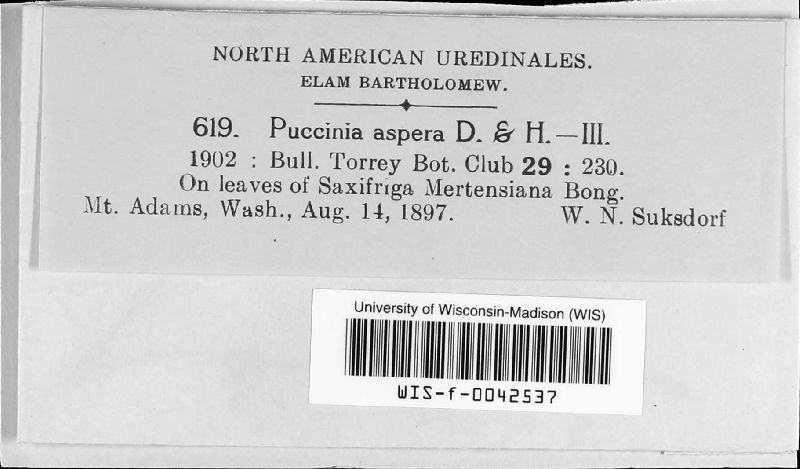 NORTH AMERICAN UREDINALES.
ELAM BARTHOLOMEW.
619. Puccinia aspera D. & H.—III.
1902 : Bull. Torrey Bot. Club 29 : 230.
On leaves of Saxifriga Mertensiana Bong.
Mt. Adams, Wash., Aug. 14, 1897. W. N. Suksdorf
University of Wisconsin-Madison (WIS)
WIS-f-0042537